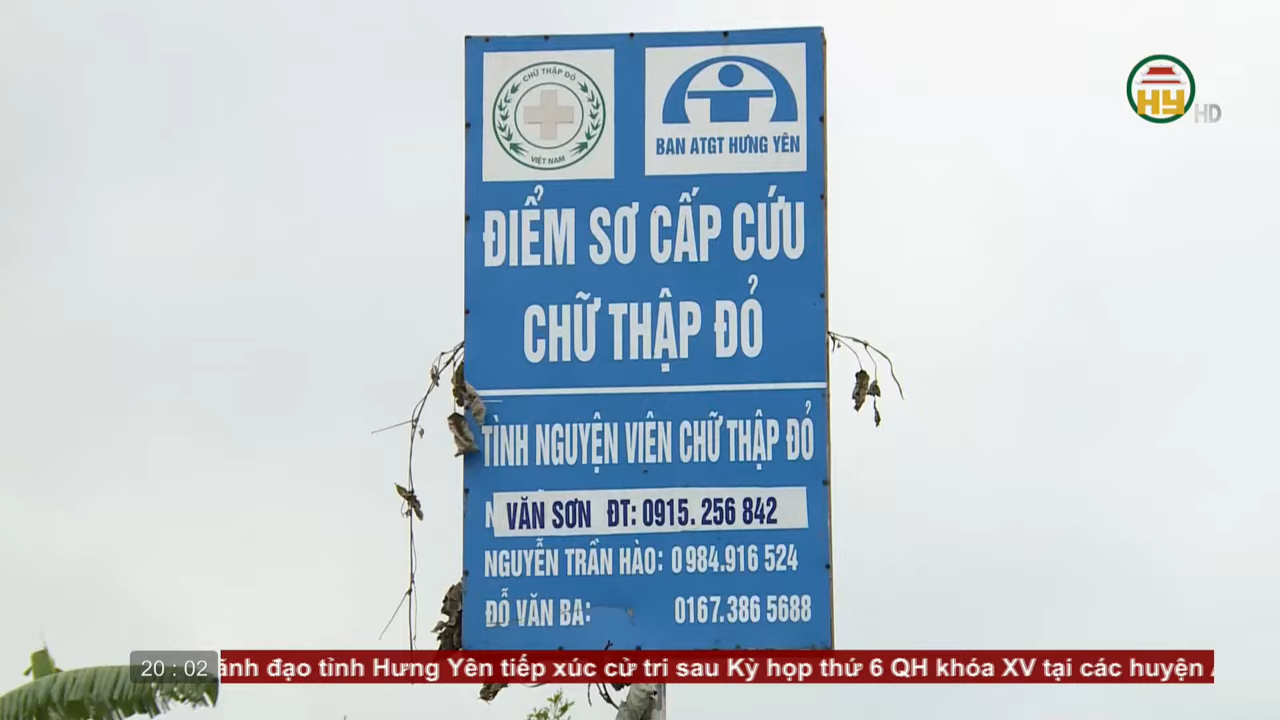 CHỮ THẬP ĐỎ
VIỆT NAM
BAN ATGT HƯNG YÊN
HY HD
ĐIỂM SƠ CẤP CỨU
CHỮ THẬP ĐỎ
TÌNH NGUYỆN VIÊN CHỮ THẬP ĐỎ
VĂN SƠN ĐT: 0915. 256 842
NGUYỄN TRẦN HÀO: 0984.916 524
ĐỖ VĂN BA: 0167.386 5688
20 : 02
ãnh đạo tỉnh Hưng Yên tiếp xúc cử tri sau Kỳ họp thứ 6 QH khóa XV tại các huyện